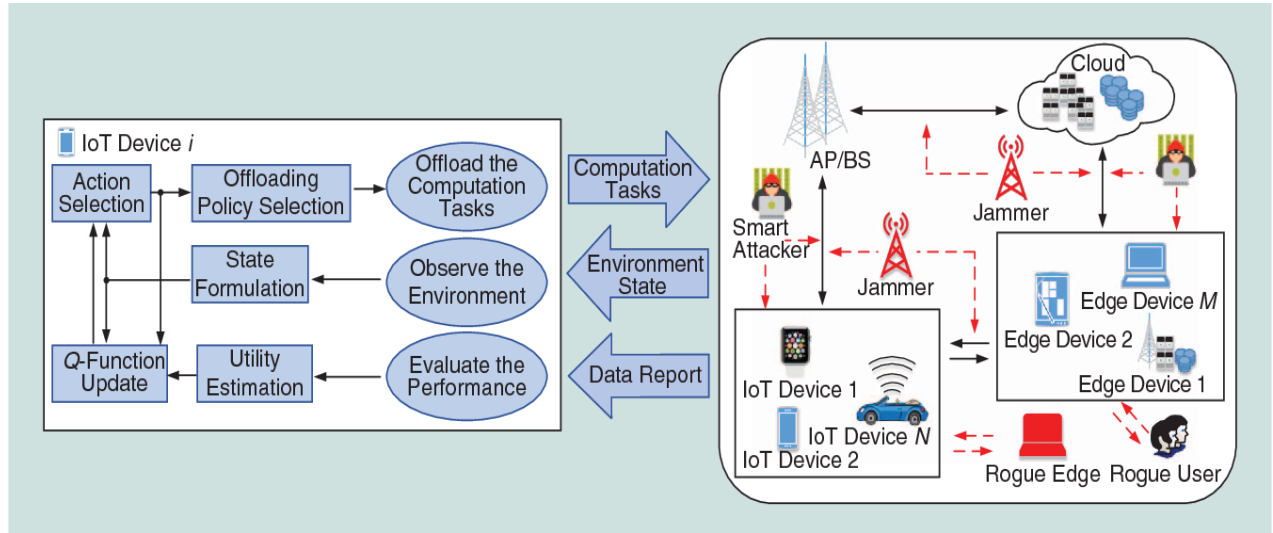 IoT Device i
Action
Selection
Offloading
Policy Selection
Offload the
Computation
Tasks
State
Formulation
Observe the
Environment
Q-Function
Update
Utility
Estimation
Evaluate the
Performance
Computation
Tasks
Environment
State
Data Report
Cloud
AP/BS
Jammer
Smart
Attacker
Jammer
Edge Device M
Edge Device 2
Edge Device 1
IoT Device 1
IoT Device N
IoT Device 2
Rogue Edge
Rogue User